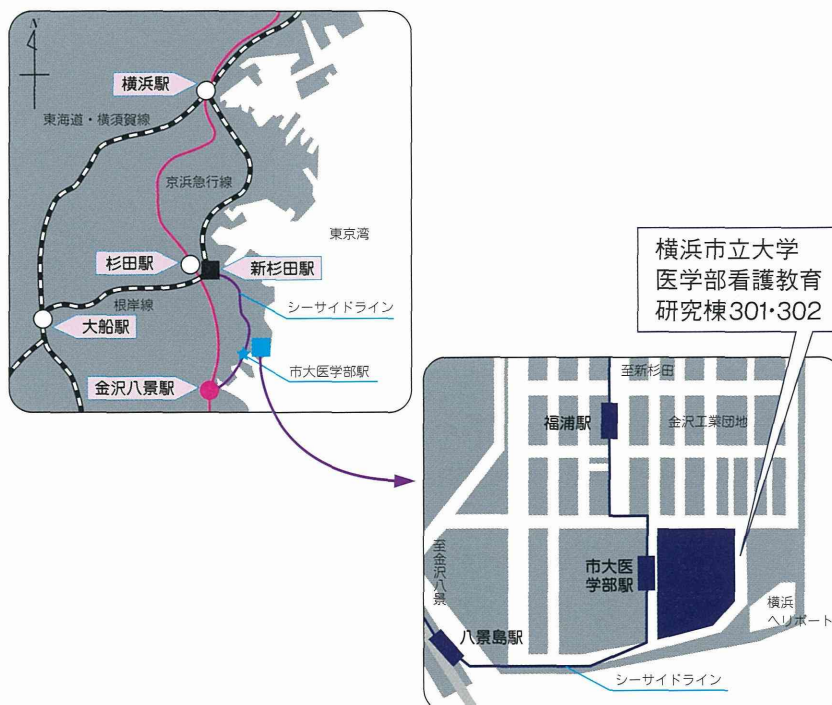 N
横浜駅
東海道・横須賀線
京浜急行線
東京湾
杉田駅
新杉田駅
シーサイドライン
根岸線
大船駅
市大医学部駅
金沢八景駅
横浜市立大学
医学部看護教育
研究棟301・302
至新杉田
福浦駅
金沢工業団地
至金沢八景
市大医
学部駅
横浜
ヘリポート
八景島駅
シーサイドライン